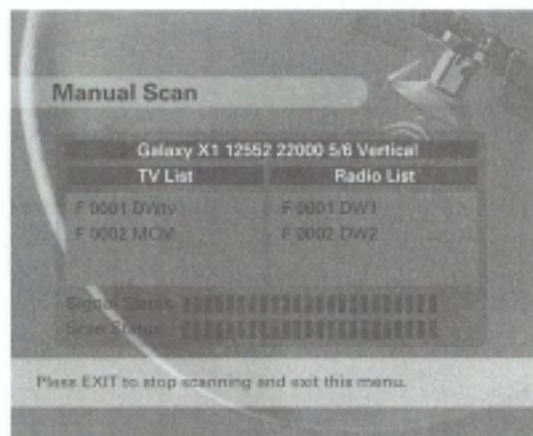 Manual Scan
Galaxy X1 12552 22000 5/6 Vertical
TV List Radio List
F 0001 DWtv F 0001 DW1
F 0002 MCM F 0002 DW2
Signal Status
Scan Status
Press EXIT to stop scanning and exit this menu.